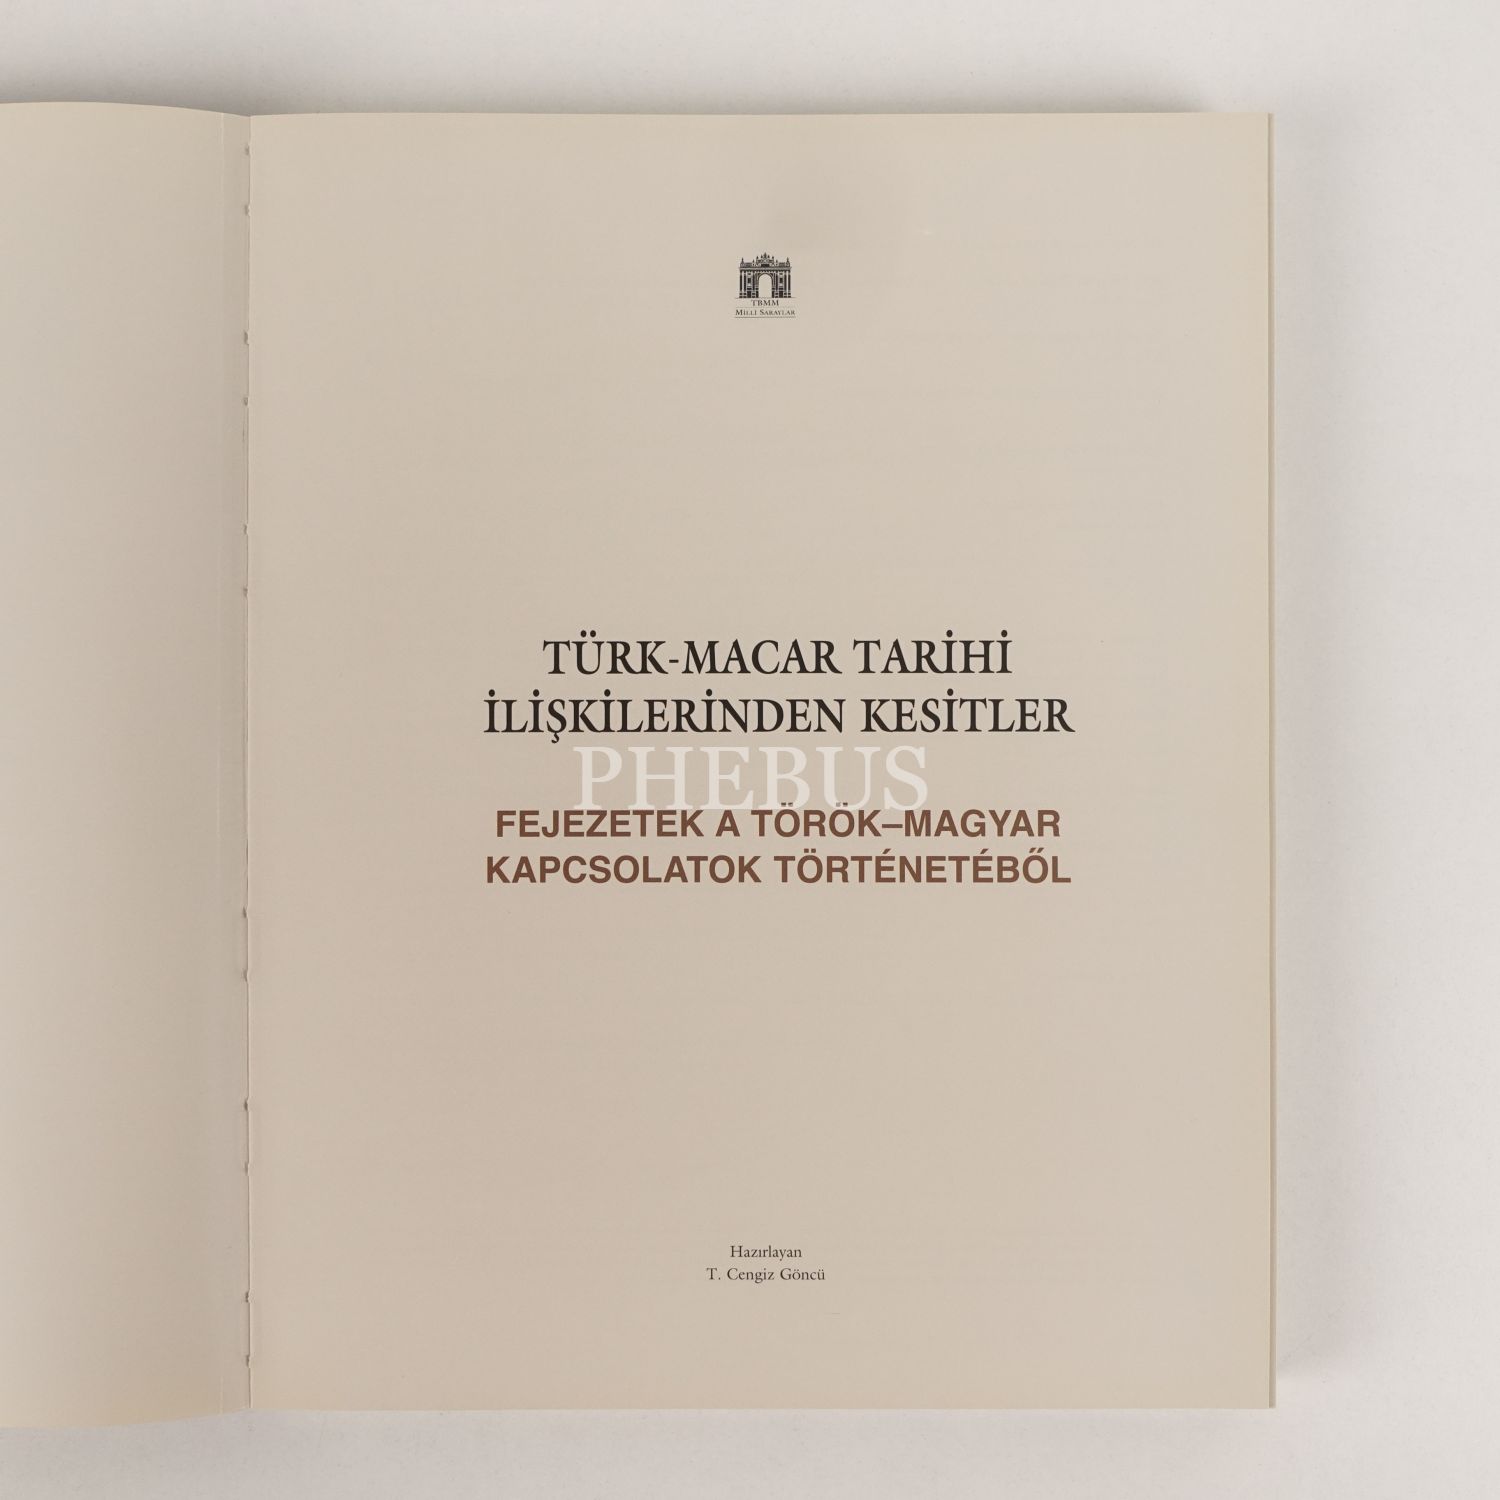 TBMM
MİLLİ SARAYLAR
TÜRK-MACAR TARİHİ
İLİŞKİLERİNDEN KESİTLER
PHEBUS
FEJEZETEK A TÖRÖK–MAGYAR
KAPCSOLATOK TÖRTÉNETÉBŐL
Hazırlayan
T. Cengiz Göncü